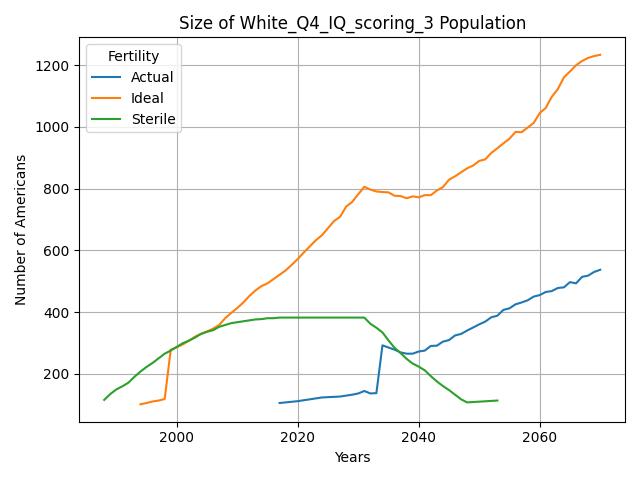 Size of White_Q4_IQ_scoring_3 Population
Fertility
Actual
Ideal
Sterile
Number of Americans
1200
1000
800
600
400
200
2000
2020
2040
2060
Years